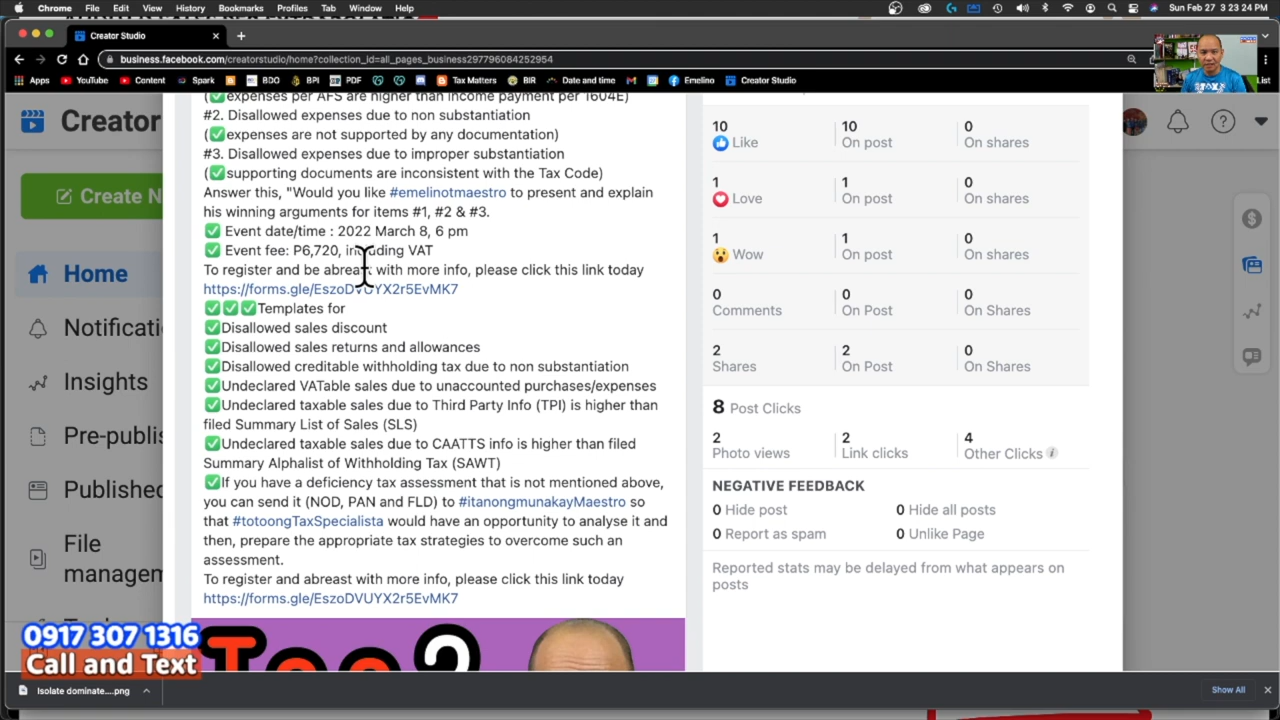 Chrome File Edit View History Bookmarks Profiles Tab Window Help
Sun Feb 27 3:23:24 PM
Creator Studio
business.facebook.com/creatorstudio/home?collection_id=all_pages_business297796084252954
Apps YouTube Content Spark BDO BPI PDF Tax Matters BIR Date and time Emelino Creator Studio List
Creator
Create N
Home
Notificati
Insights
Pre-publis
Published
File
managem
(✅expenses per AFS are higher than income payment per 1604E)
#2. Disallowed expenses due to non substantiation
(✅expenses are not supported by any documentation)
#3. Disallowed expenses due to improper substantiation
(✅supporting documents are inconsistent with the Tax Code)
Answer this, "Would you like #emelinotmaestro to present and explain
his winning arguments for items #1, #2 & #3.
✅ Event date/time : 2022 March 8, 6 pm
✅ Event fee: P6,720, including VAT
To register and be abreast with more info, please click this link today
https://forms.gle/EszoDVUYX2r5EvMK7
✅✅✅Templates for
✅Disallowed sales discount
✅Disallowed sales returns and allowances
✅Disallowed creditable withholding tax due to non substantiation
✅Undeclared VATable sales due to unaccounted purchases/expenses
✅Undeclared taxable sales due to Third Party Info (TPI) is higher than
filed Summary List of Sales (SLS)
✅Undeclared taxable sales due to CAATTS info is higher than filed
Summary Alphalist of Withholding Tax (SAWT)
✅If you have a deficiency tax assessment that is not mentioned above,
you can send it (NOD, PAN and FLD) to #itanongmunakayMaestro so
that #totoongTaxSpecialista would have an opportunity to analyse it and
then, prepare the appropriate tax strategies to overcome such an
assessment.
To register and abreast with more info, please click this link today
https://forms.gle/EszoDVUYX2r5EvMK7
10 10 0
Like On post On shares
1 1 0
Love On post On shares
1 1 0
Wow On post On shares
0 0 0
Comments On Post On Shares
2 2 0
Shares On Post On Shares
8 Post Clicks
2 2 4
Photo views Link clicks Other Clicks
NEGATIVE FEEDBACK
0 Hide post 0 Hide all posts
0 Report as spam 0 Unlike Page
Reported stats may be delayed from what appears on
posts
0917 307 1316
Call and Text
Isolate dominate....png
Show All